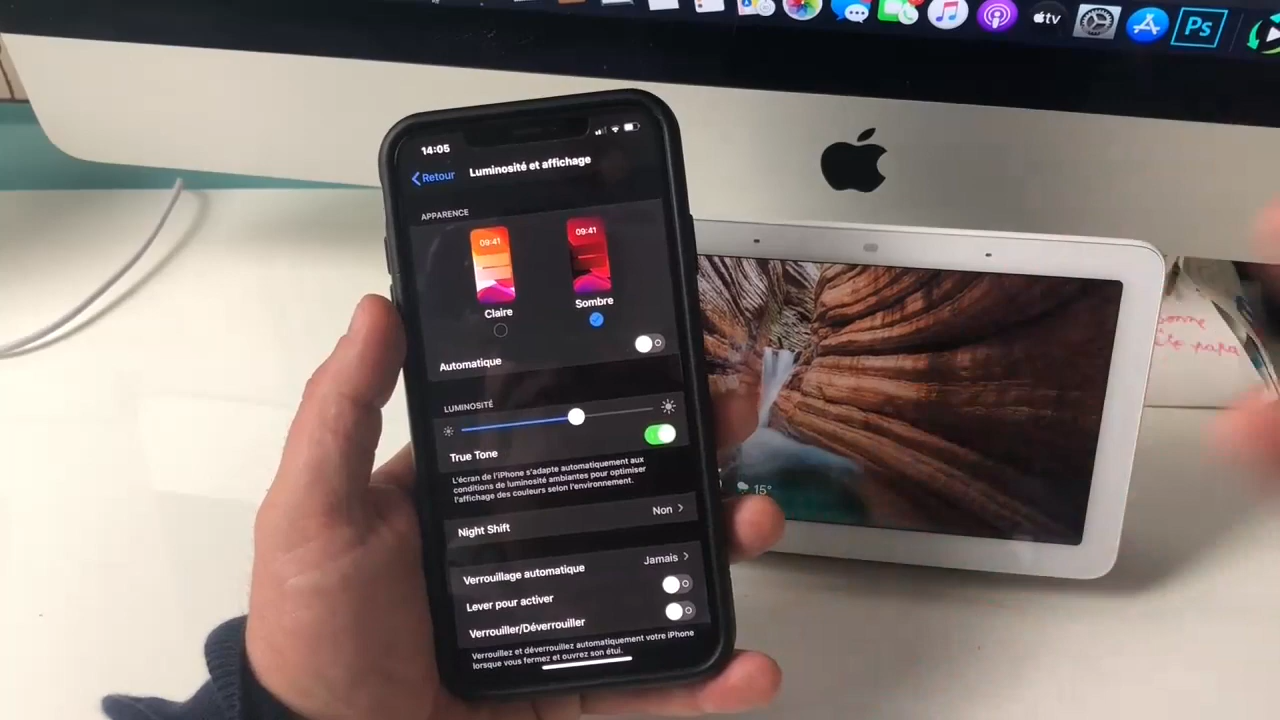 tv
Ps
14:05
Retour
Luminosité et affichage
APPARENCE
09:41
09:41
Claire
Sombre
Automatique
LUMINOSITÉ
True Tone
L'écran de l'iPhone s'adapte automatiquement aux
conditions de luminosité ambiantes pour optimiser
l'affichage des couleurs selon l'environnement.
Night Shift
Non
Verrouillage automatique
Jamais
Lever pour activer
Verrouiller/Déverrouiller
Verrouillez et déverrouillez automatiquement votre iPhone
lorsque vous fermez et ouvrez son étui.
15°
papa